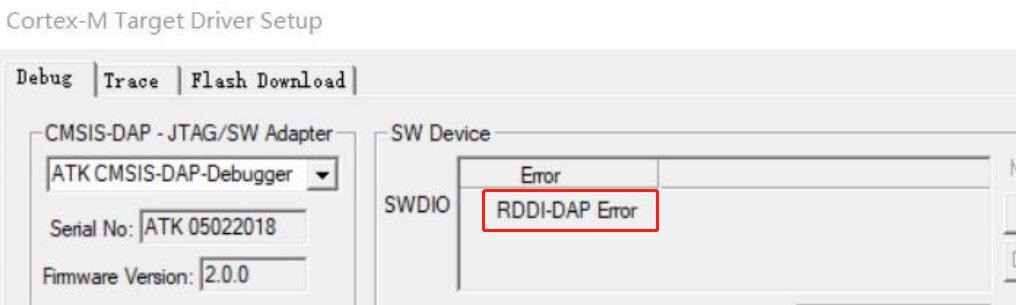 Cortex-M Target Driver Setup
Debug Trace Flash Download
CMSIS-DAP - JTAG/SW Adapter
ATK CMSIS-DAP-Debugger
Serial No: ATK 05022018
Firmware Version: 2.0.0
SW Device
Error
SWDIO RDDI-DAP Error